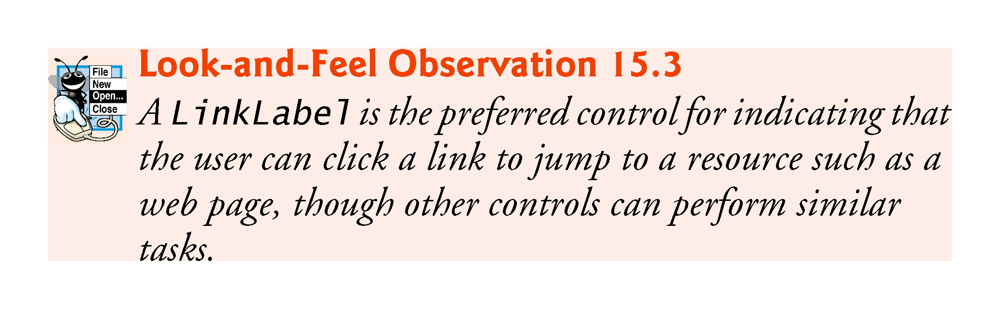 Look-and-Feel Observation 15.3
File
New
Open...
Close
A LinkLabel is the preferred control for indicating that
the user can click a link to jump to a resource such as a
web page, though other controls can perform similar
tasks.